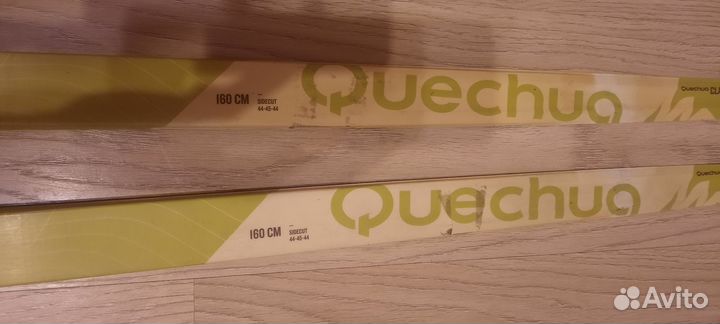 160 CM
SIDECUT
44-45-44
Quechua
Quechua
160 CM
SIDECUT
44-45-44
Quechua
Quechua
Avito